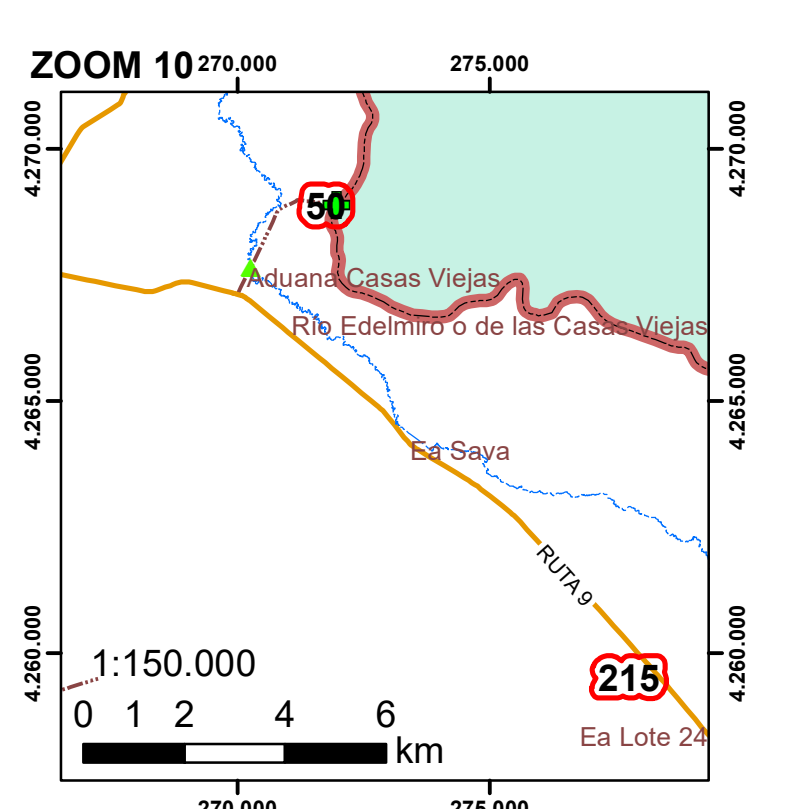 ZOOM 10
270.000
275.000
4.270.000
4.270.000
50
Aduana Casas Viejas
Rio Edelmiro o de las Casas Viejas
4.265.000
4.265.000
Ea Sava
RUTA 9
4.260.000
4.260.000
1:150.000
215
0 1 2 4 6
km
Ea Lote 24
270.000
275.000